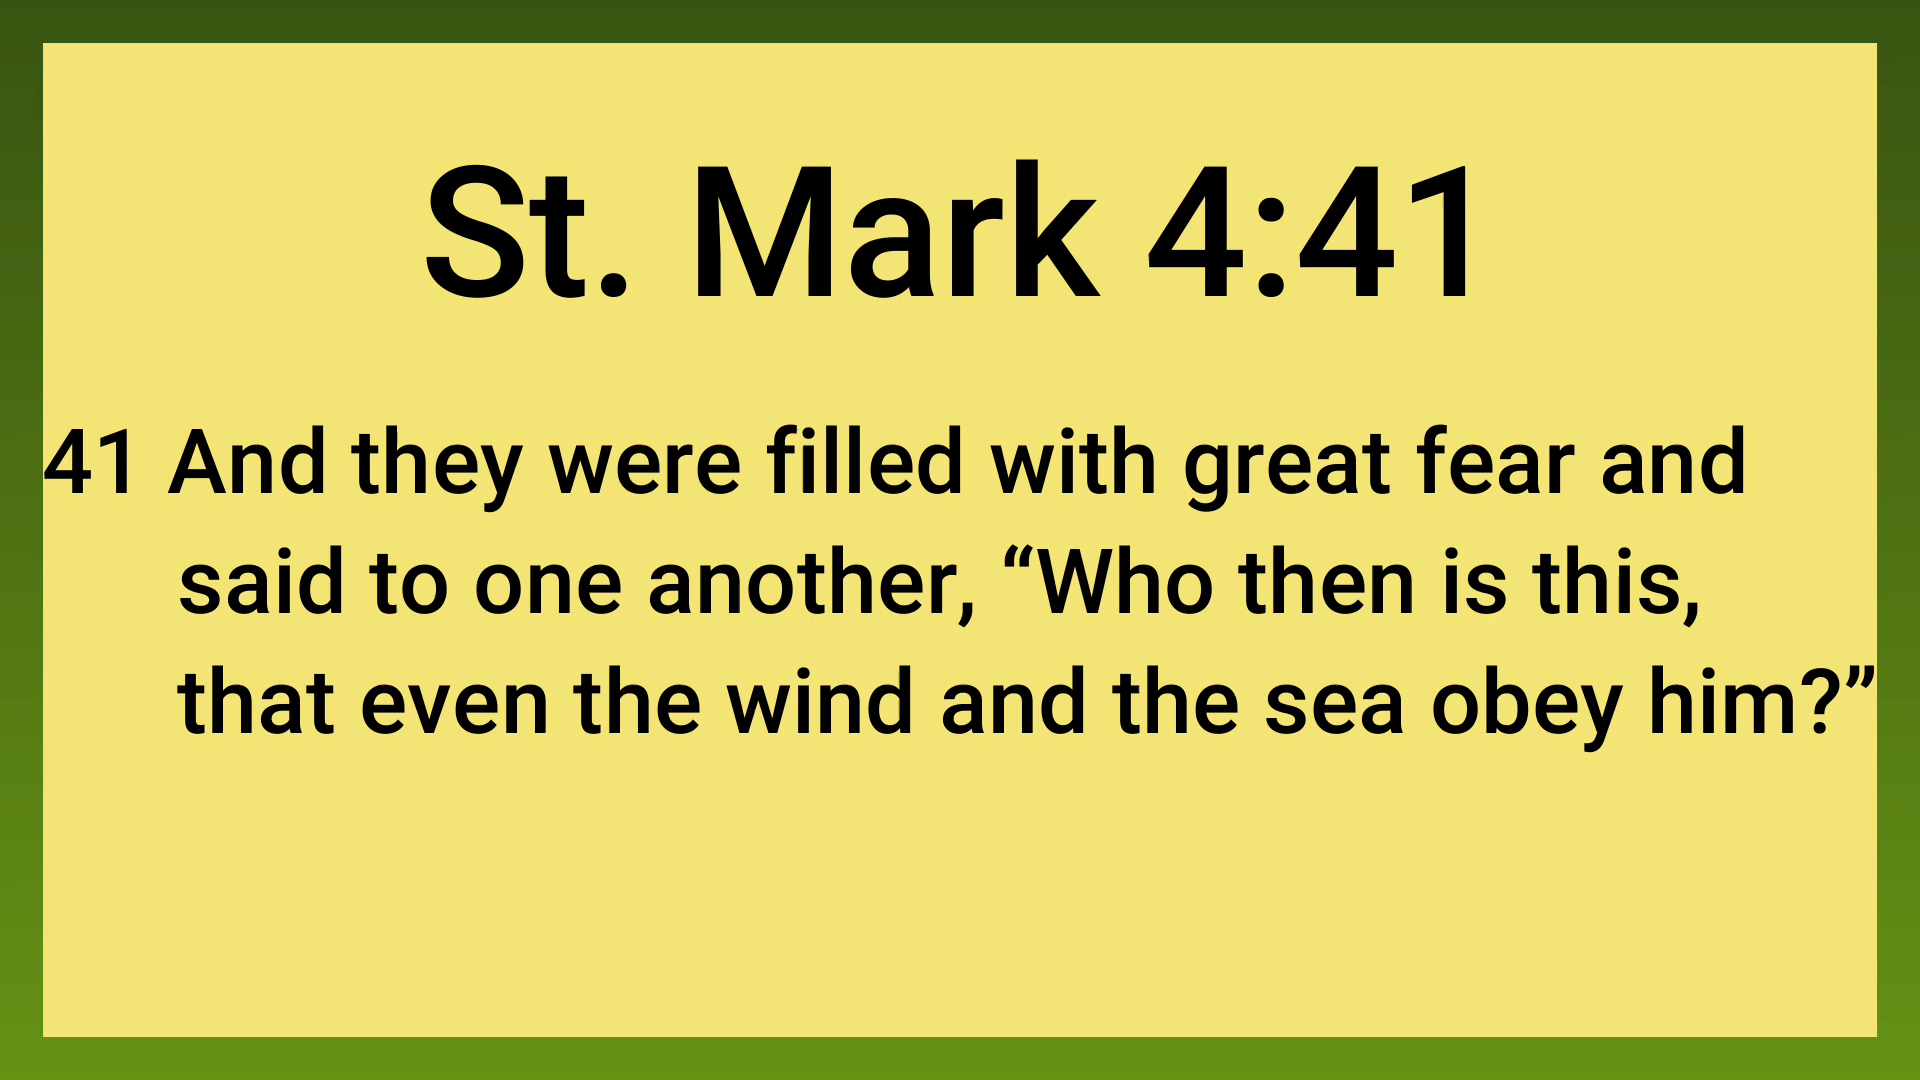 St. Mark 4:41
41 And they were filled with great fear and
said to one another, “Who then is this,
that even the wind and the sea obey him?”